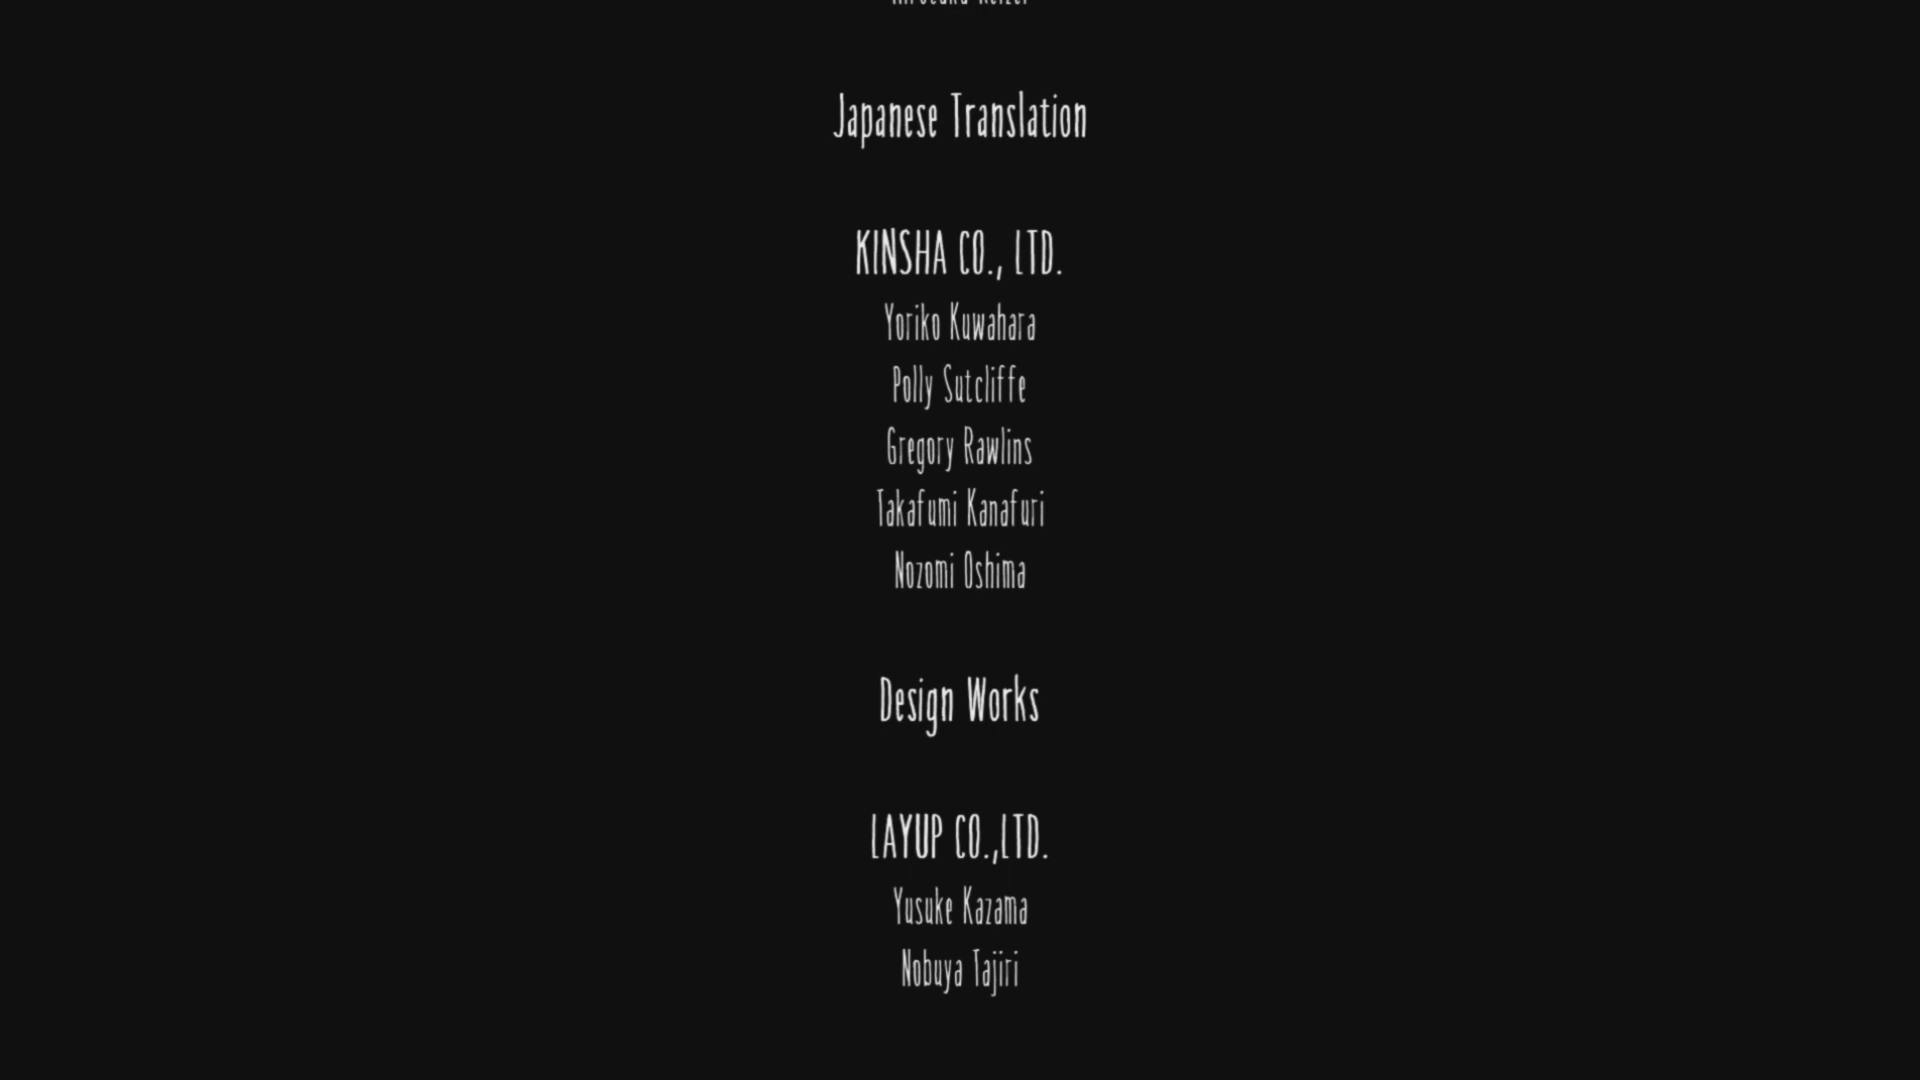 Japanese Translation
KINSHA CO., LTD.
Yoriko Kuwahara
Polly Sutcliffe
Gregory Rawlins
Takafumi Kanafuri
Nozomi Oshima
Design Works
LAYUP CO.,LTD.
Yusuke Kazama
Nobuya Tajiri